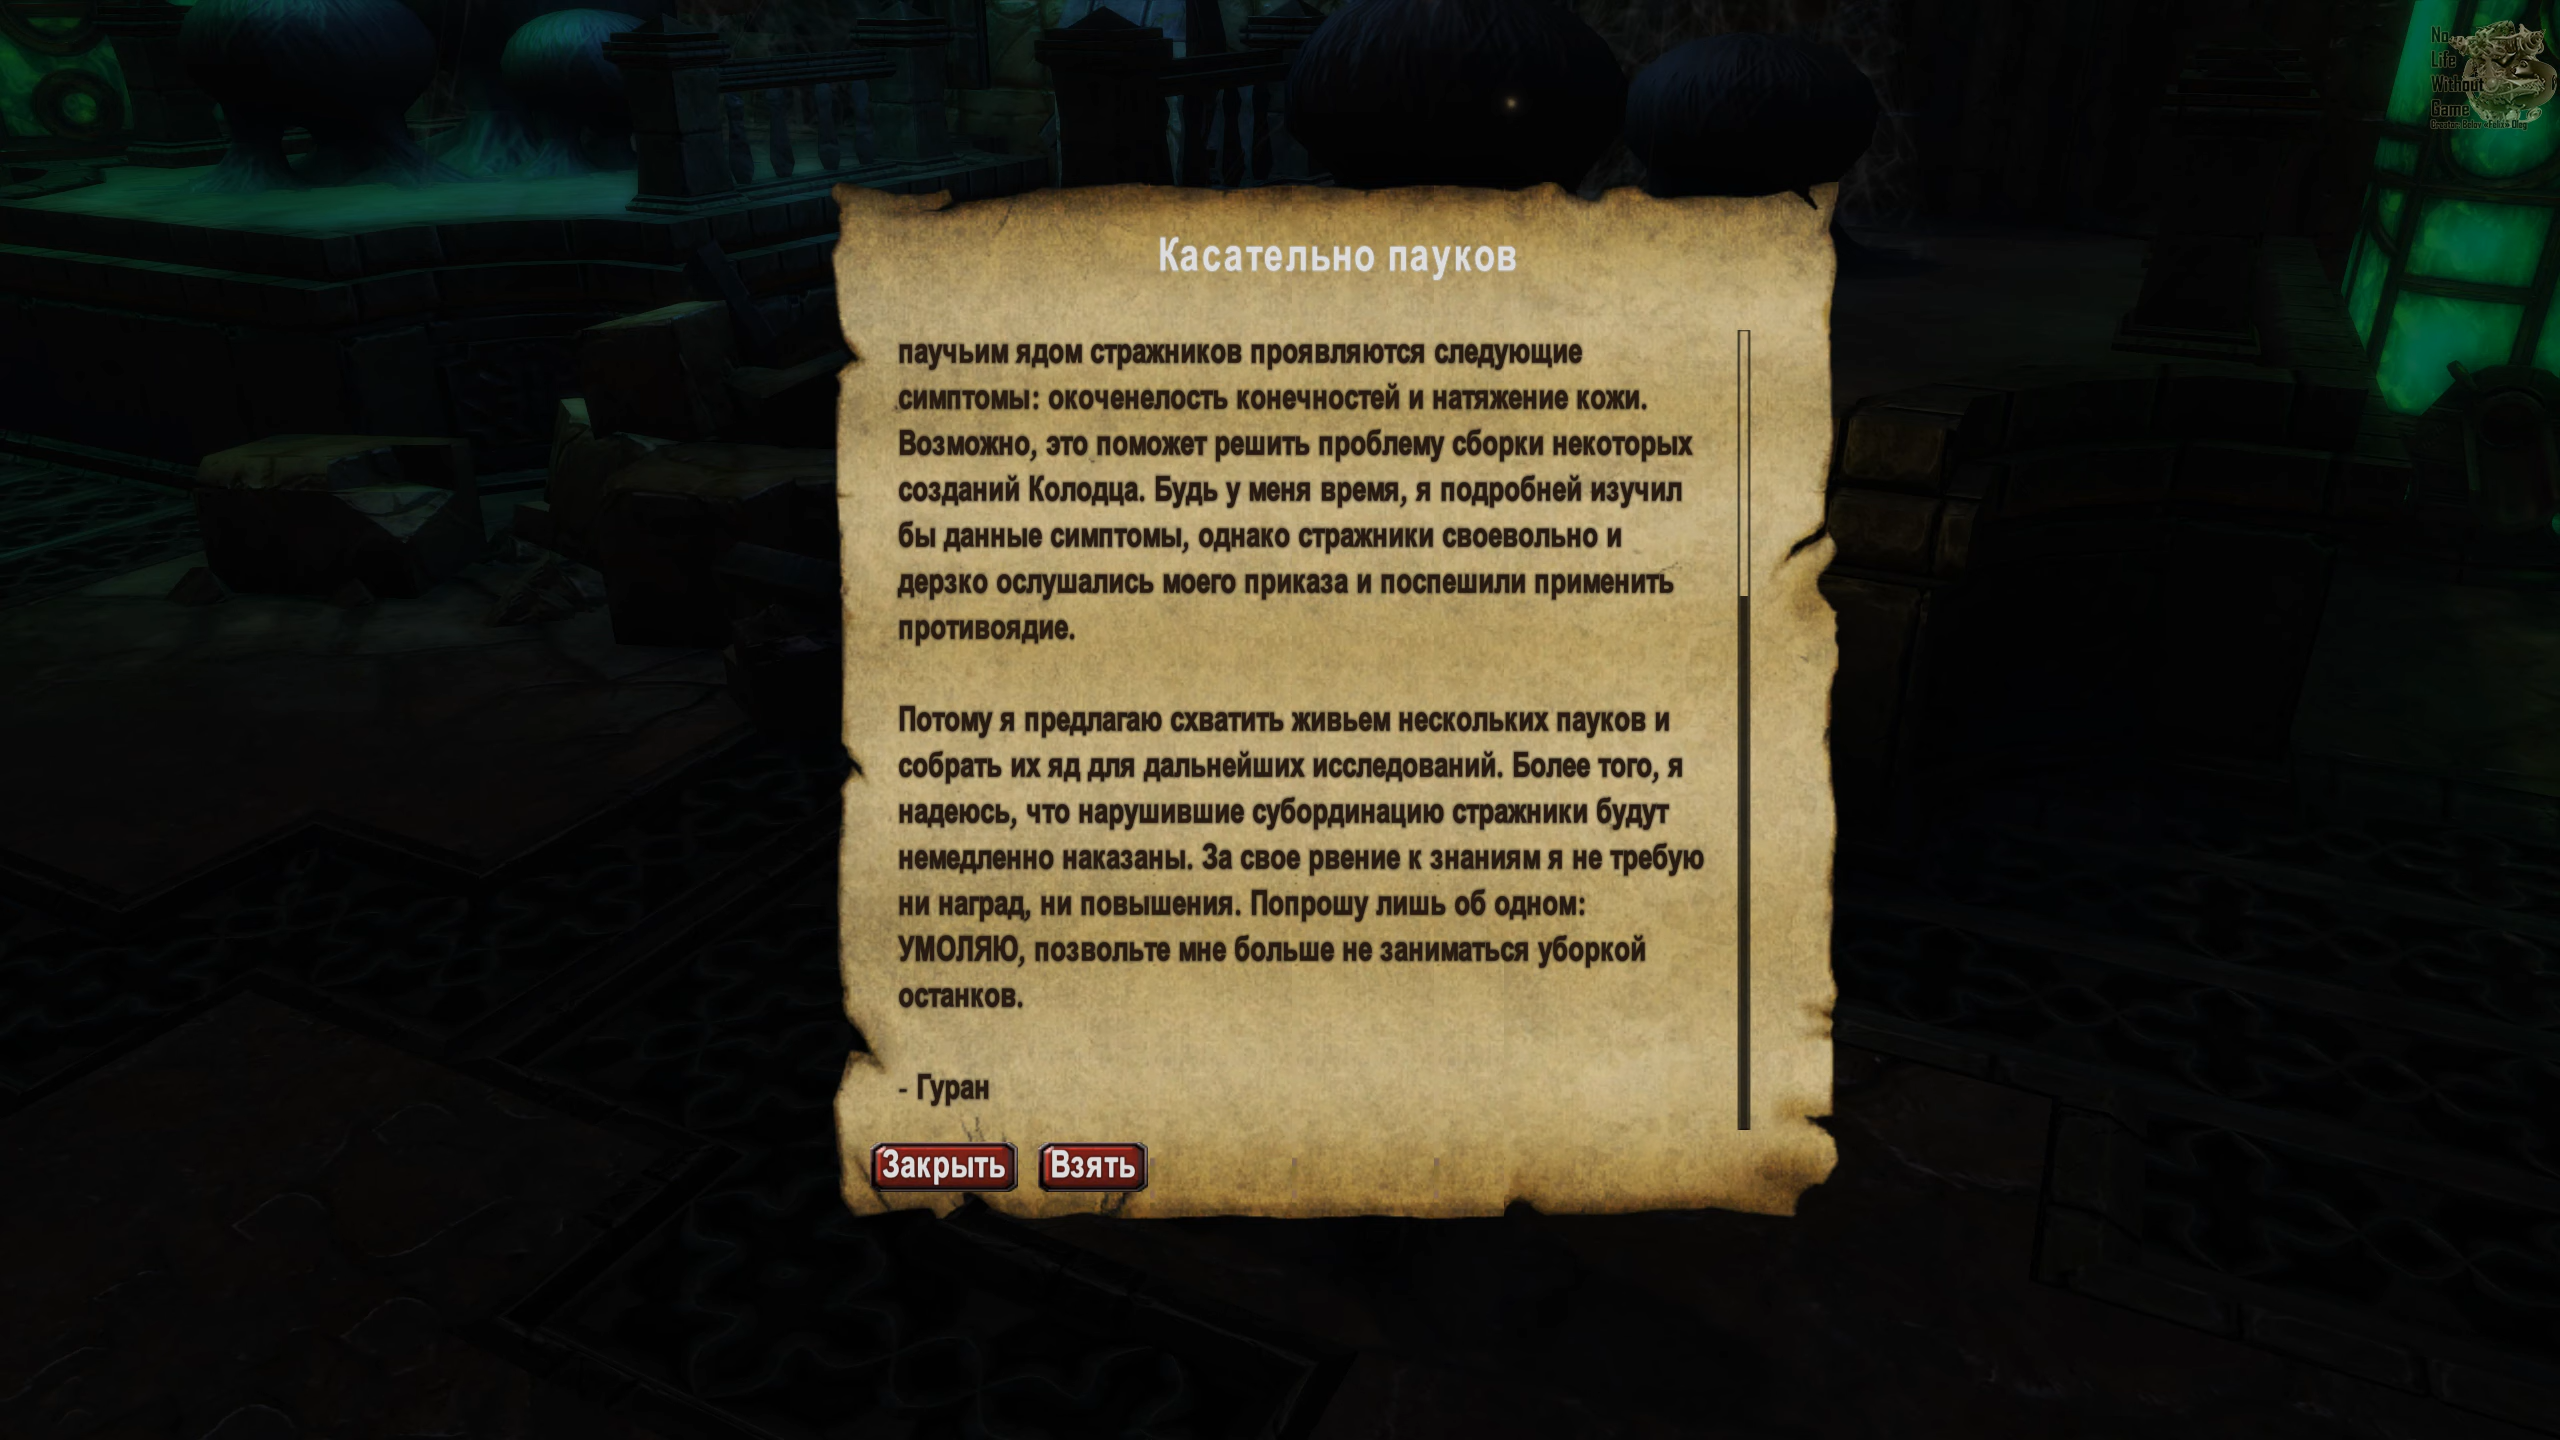 No
Life
Without
Game
Касательно пауков
паучьим ядом стражников проявляются следующие
симптомы: окоченелость конечностей и натяжение кожи.
Возможно, это поможет решить проблему сборки некоторых
созданий Колодца. Будь у меня время, я подробней изучил
бы данные симптомы, однако стражники своевольно и
дерзко ослушались моего приказа и поспешили применить
противоядие.
Потому я предлагаю схватить живьем нескольких пауков и
собрать их яд для дальнейших исследований. Более того, я
надеюсь, что нарушившие субординацию стражники будут
немедленно наказаны. За свое рвение к знаниям я не требую
ни наград, ни повышения. Попрошу лишь об одном:
УМОЛЯЮ, позвольте мне больше не заниматься уборкой
останков.
- Гуран
Закрыть Взять